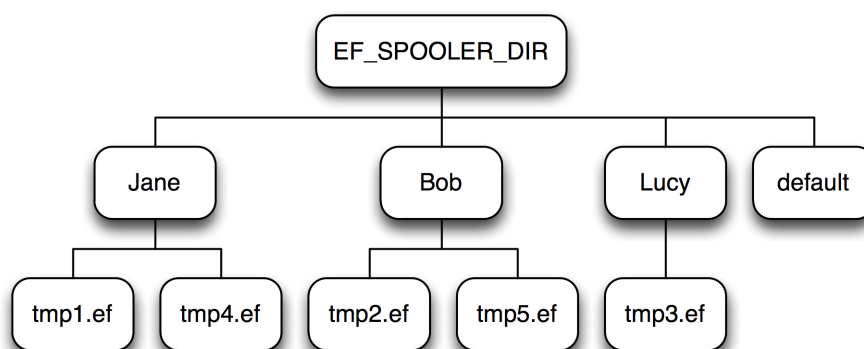 EF_SPOOLER_DIR
Jane
Bob
Lucy
default
tmp1.ef
tmp4.ef
tmp2.ef
tmp5.ef
tmp3.ef